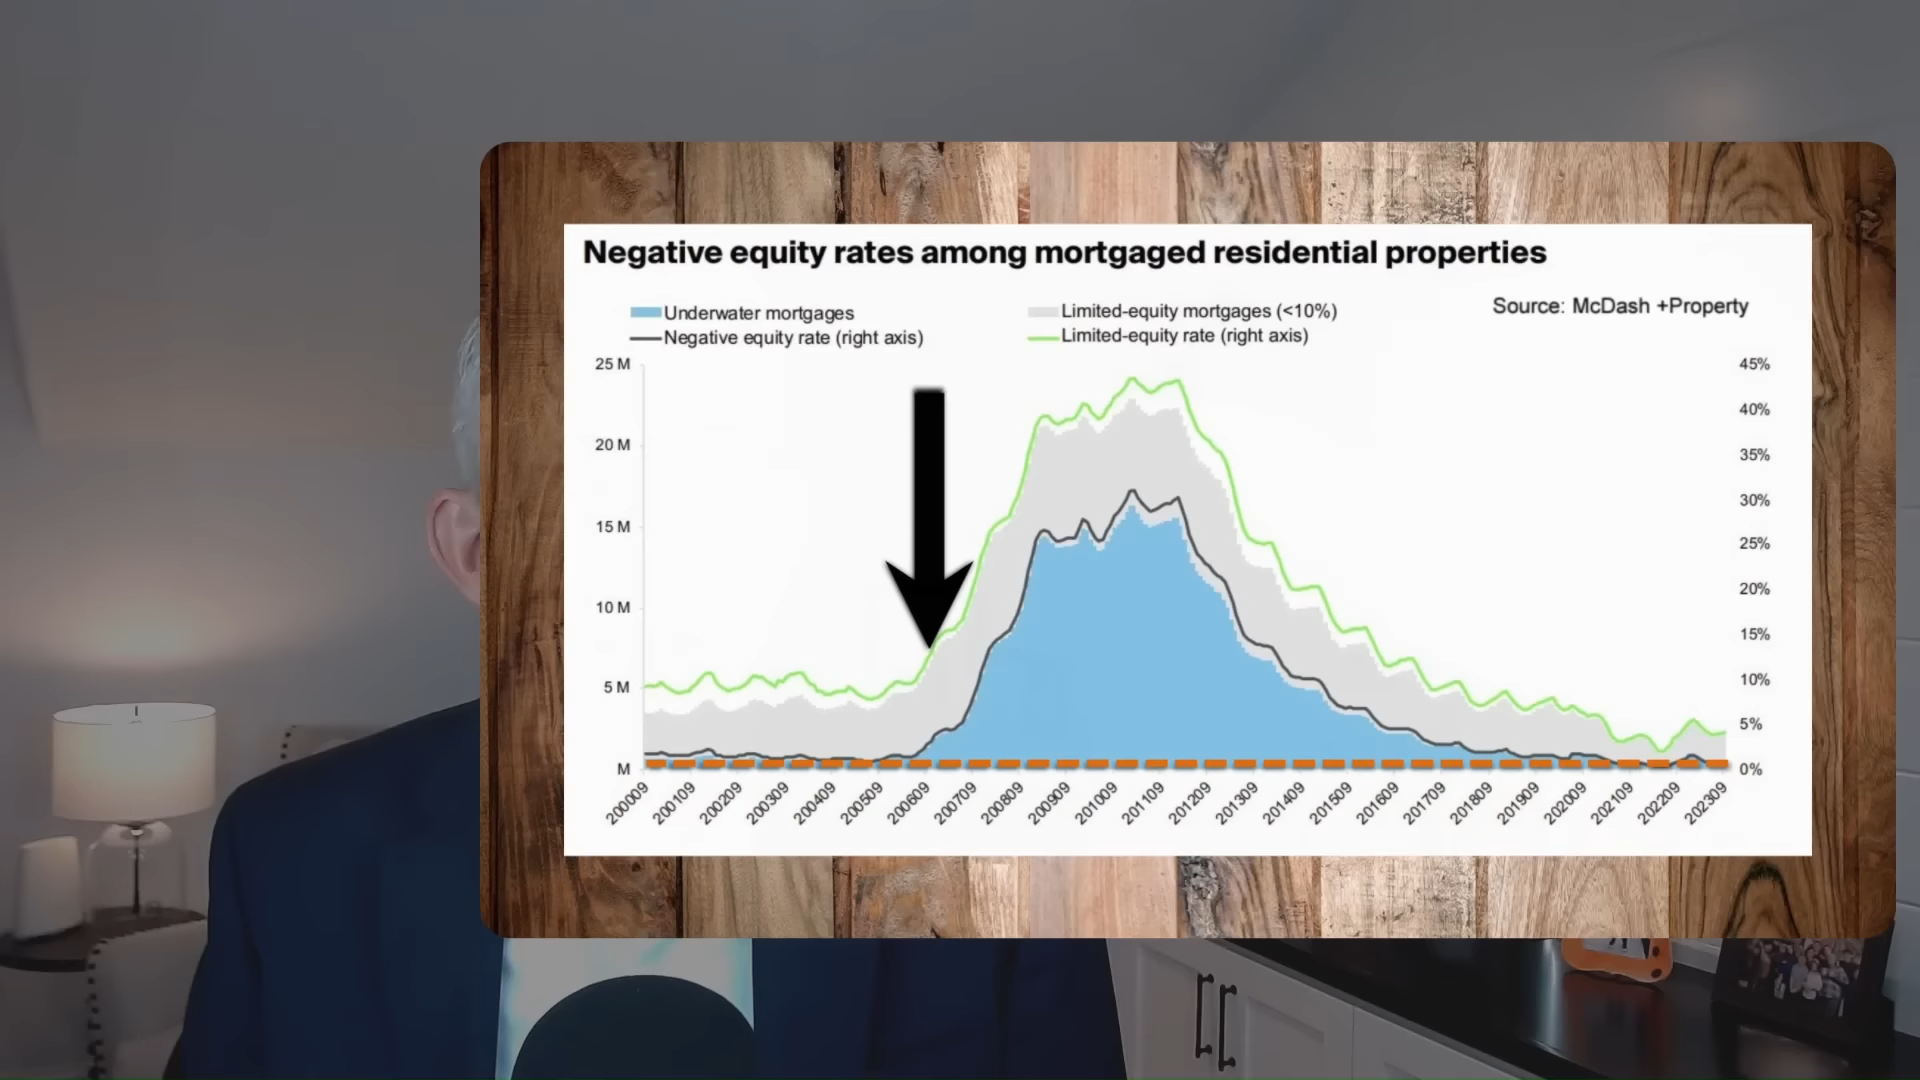 Negative equity rates among mortgaged residential properties
Underwater mortgages
Limited-equity mortgages (<10%)
Source: McDash +Property
Negative equity rate (right axis)
Limited-equity rate (right axis)
25 M
20 M
15 M
10 M
5 M
M
45%
40%
35%
30%
25%
20%
15%
10%
5%
0%
200009
200109
200209
200309
200409
200509
200609
200709
200809
200909
201009
201109
201209
201309
201409
201509
201609
201709
201809
201909
202009
202109
202209
202309